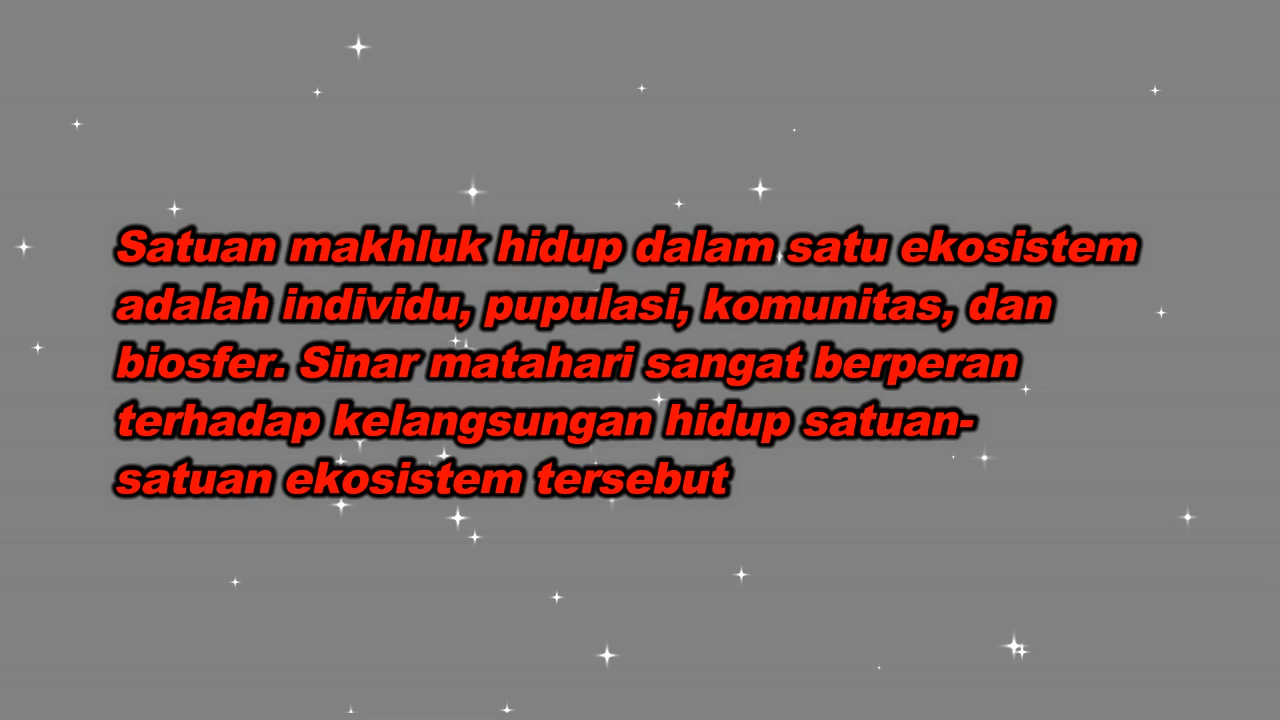 Satuan makhluk hidup dalam satu ekosistem
adalah individu, pupulasi, komunitas, dan
biosfer. Sinar matahari sangat berperan
terhadap kelangsungan hidup satuan-
satuan ekosistem tersebut